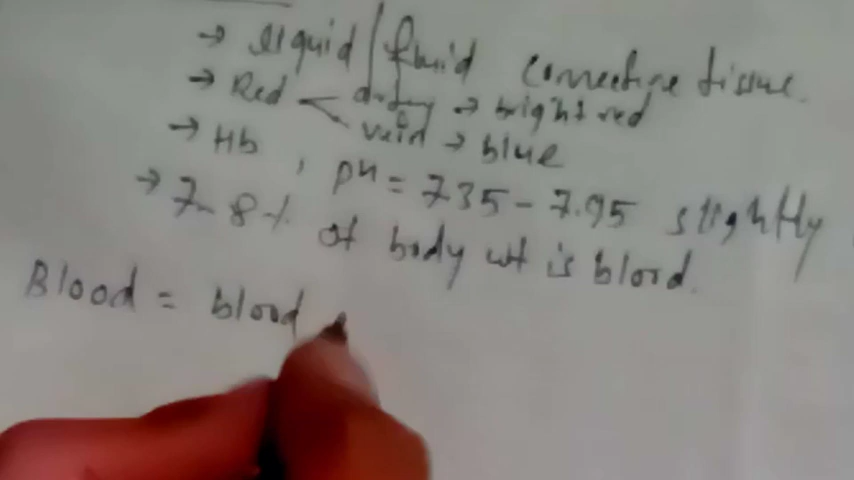 → liquid / fluid connective tissue.
→ Red < artery → bright red
vein → blue
→ Hb , pH = 7.35 - 7.95 slightly
→ 7-8 % of body wt is blood.
Blood = blood